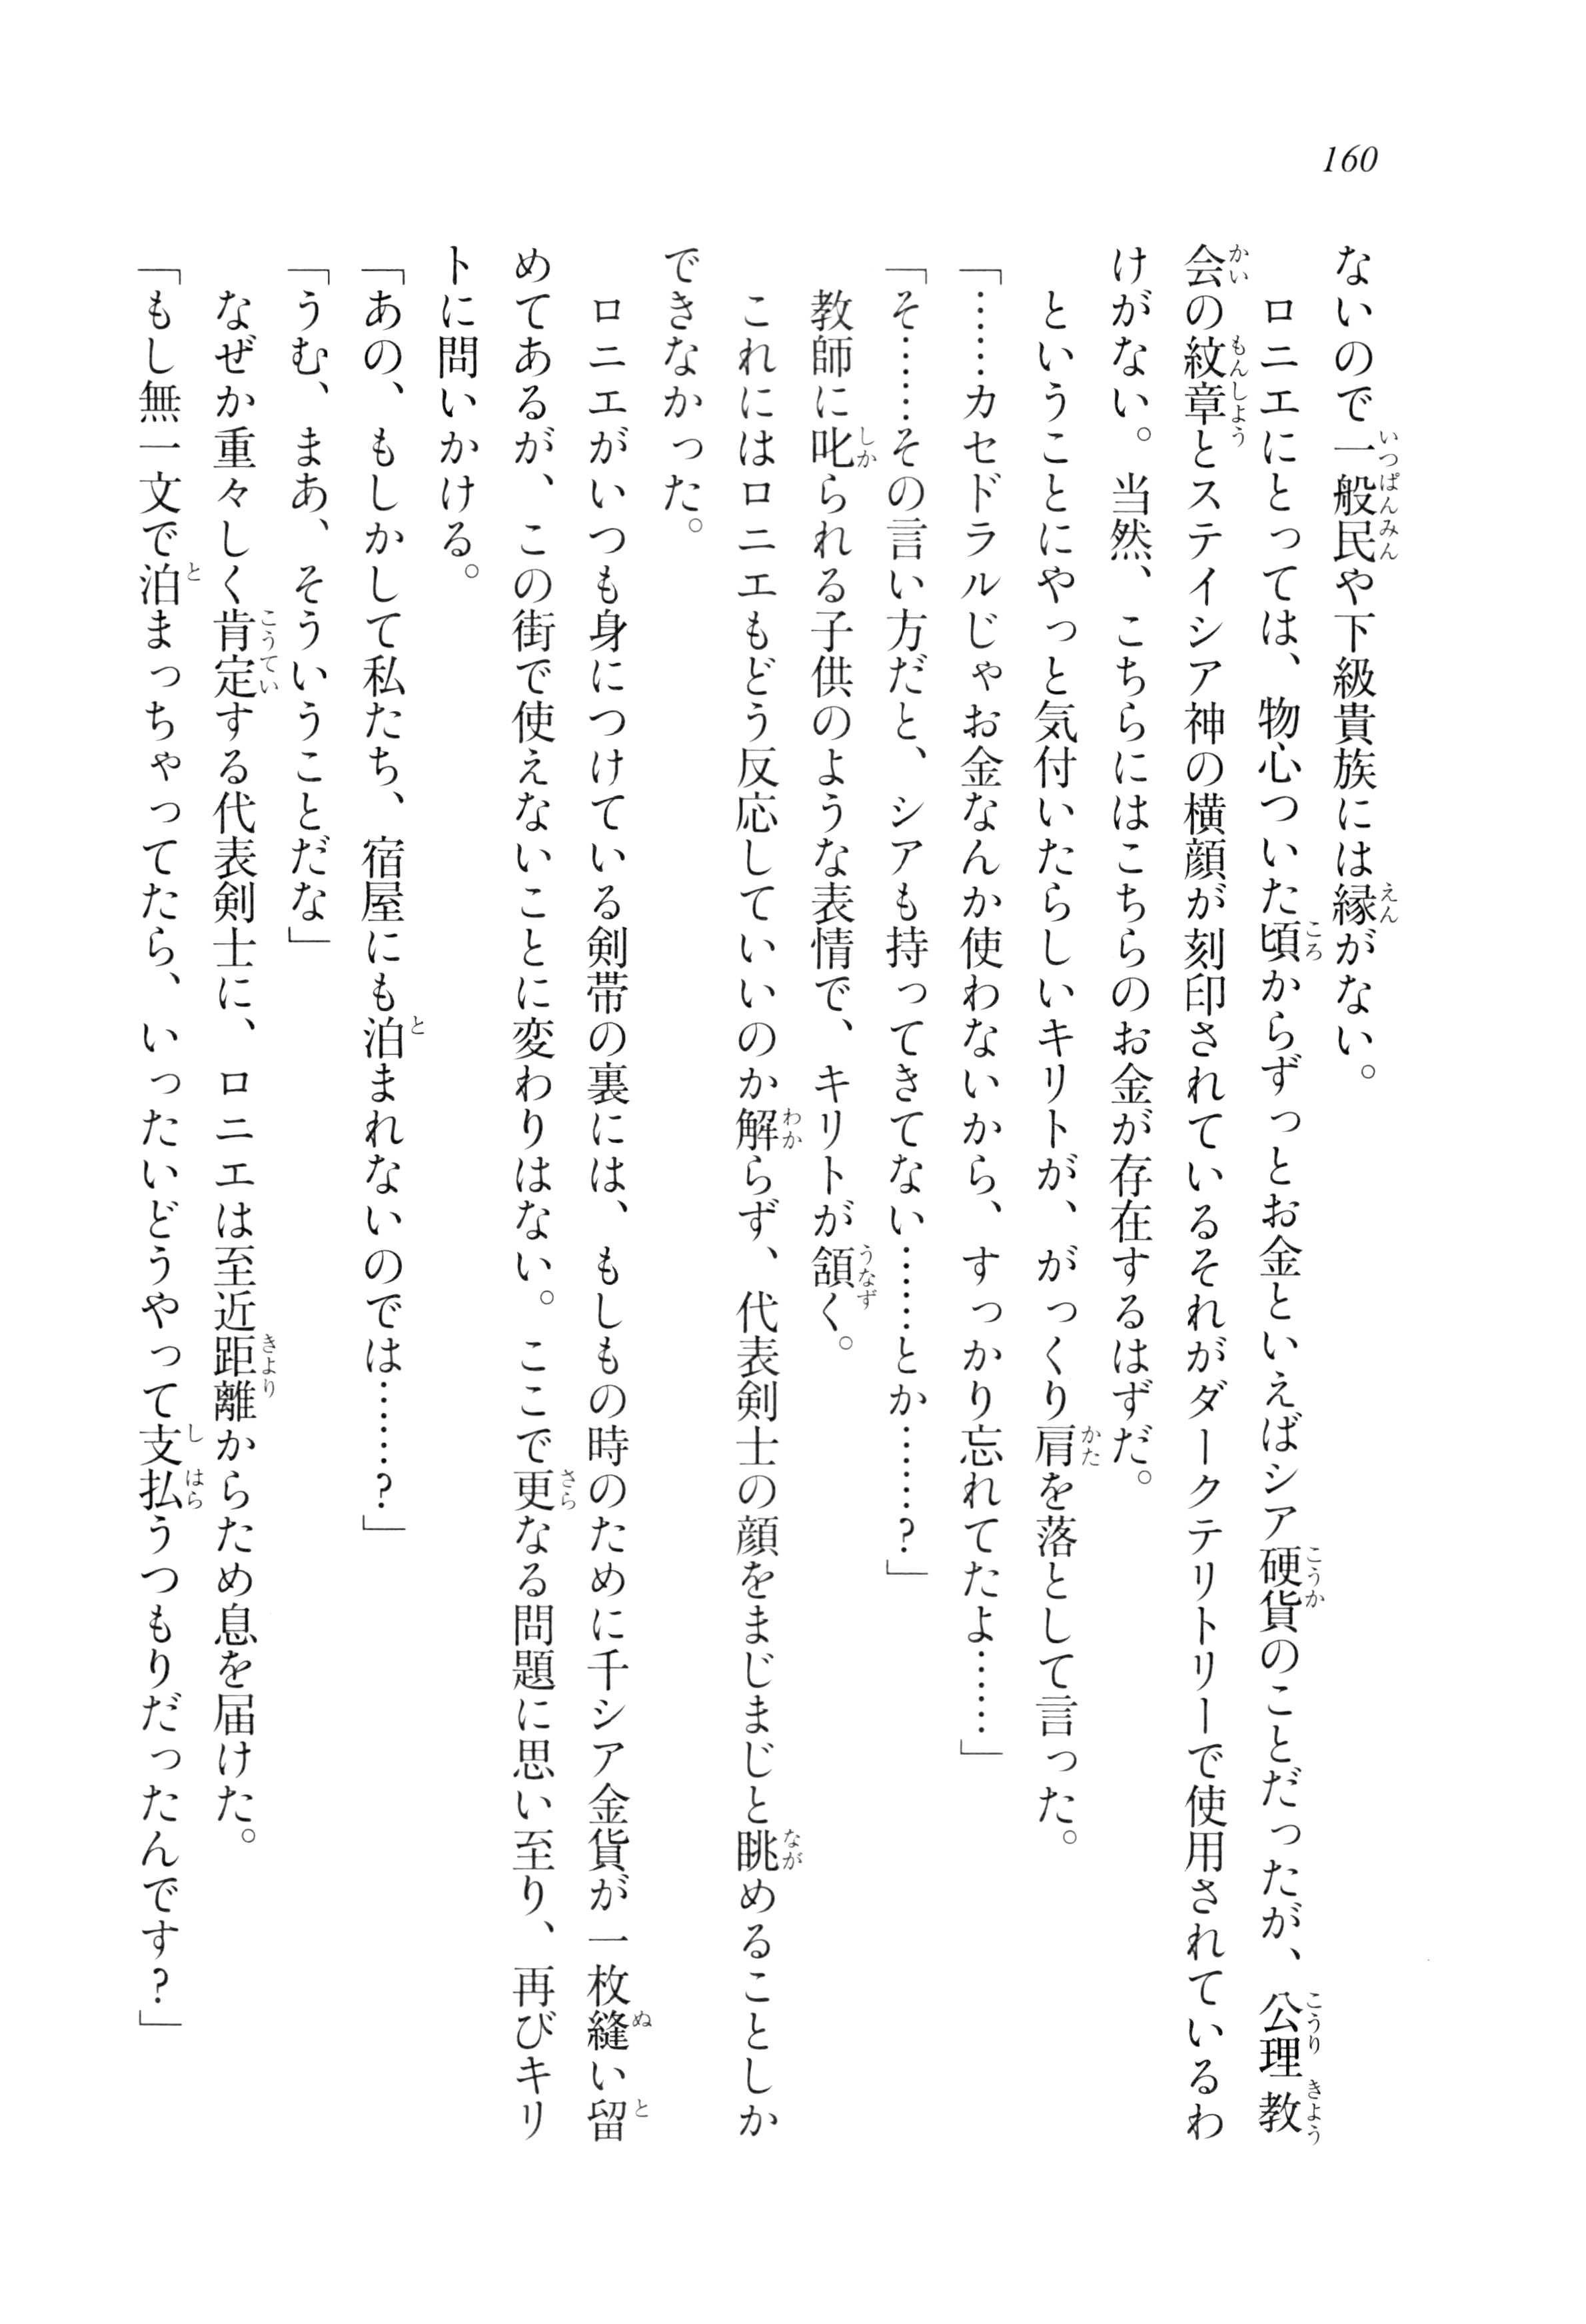 160
ないので一般民や下級貴族には縁がない。
ロニエにとっては、物心ついた頃からずっとお金といえばシア硬貨のことだったが、公理教
会の紋章とステイシア神の横顔が刻印されているそれがダークテリトリーで使用されているわ
けがない。当然、こちらにはこちらのお金が存在するはずだ。
ということにやっと気付いたらしいキリトが、がっくり肩を落として言った。
「……カセドラルじゃお金なんか使わないから、すっかり忘れてたよ……」
「そ……その言い方だと、シアも持ってきてない……とか……?」
教師に叱られる子供のような表情で、キリトが頷く。
これにはロニエもどう反応していいのか解らず、代表剣士の顔をまじまじと眺めることしか
できなかった。
ロニエがいつも身につけている剣帯の裏には、もしもの時のために千シア金貨が一枚縫い留
めてあるが、この街で使えないことに変わりはない。ここで更なる問題に思い至り、再びキリ
トに問いかける。
「あの、もしかして私たち、宿屋にも泊まれないのでは……?」
「うむ、まあ、そういうことだな」
なぜか重々しく肯定する代表剣士に、ロニエは至近距離からため息を届けた。
「もし無一文で泊まっちゃってたら、いったいどうやって支払うつもりだったんです?」